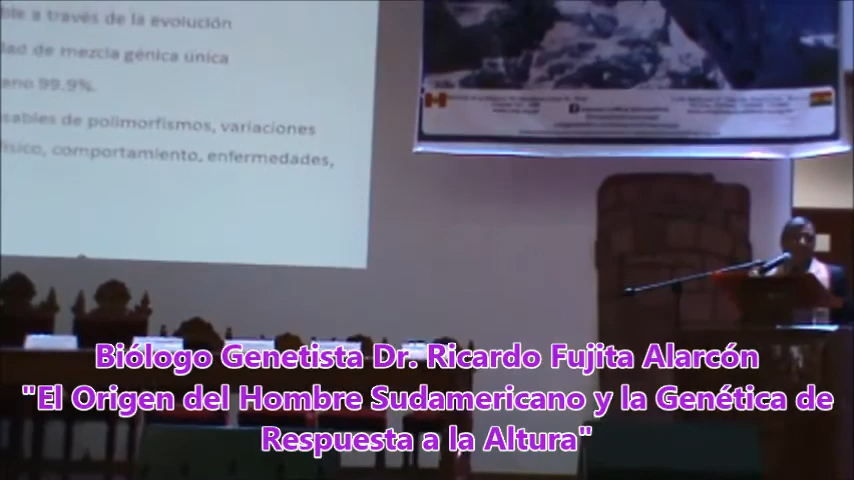 ble a través de la evolución
dad de mezcla génica única
eno 99.9%.
sables de polimorfismos, variaciones
físico, comportamiento, enfermedades,
Biólogo Genetista Dr. Ricardo Fujita Alarcón
"El Origen del Hombre Sudamericano y la Genética de
Respuesta a la Altura"